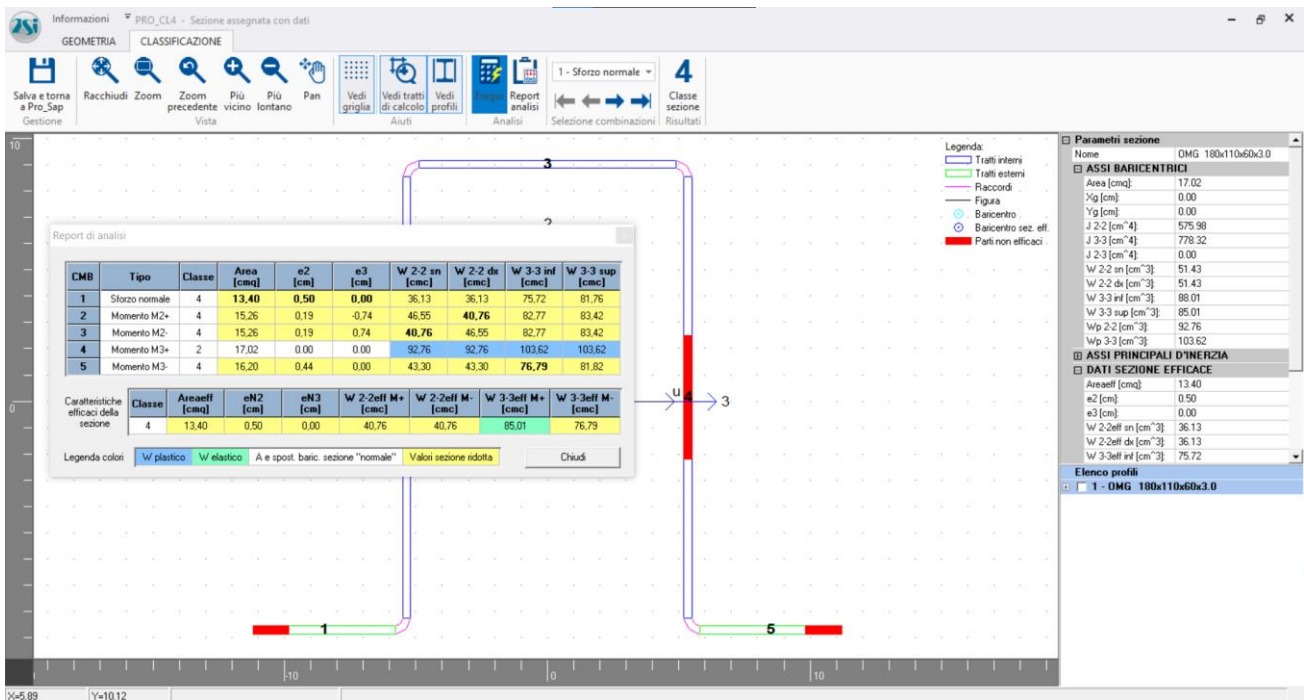 2Si
Informazioni PRO_CL4 - Sezione assegnata con dati
GEOMETRIA CLASSIFICAZIONE
Salva e torna a Pro_Sap
Racchiudi Zoom Zoom precedente Più vicino Più lontano Pan
Vedi griglia Vedi tratti di calcolo Vedi profili
Esegui Report analisi
1 - Sforzo normale
4
Classe sezione
Gestione Vista Aiuti Analisi Selezione combinazioni Risultati
10
3
2
Legenda:
Tratti interni
Tratti esterni
Raccordi
Figura
Baricentro
Baricentro sez. eff.
Parti non efficaci
Report di analisi
CMB Tipo Classe Area [cmq] e2 [cm] e3 [cm] W 2-2 sn [cmc] W 2-2 dx [cmc] W 3-3 inf [cmc] W 3-3 sup [cmc]
1 Sforzo normale 4 13,40 0,50 0,00 36,13 36,13 75,72 81,76
2 Momento M2+ 4 15,26 0,19 -0,74 46,55 40,76 82,77 83,42
3 Momento M2- 4 15,26 0,19 0,74 40,76 46,55 82,77 83,42
4 Momento M3+ 2 17,02 0.00 0.00 92,76 92,76 103,62 103,62
5 Momento M3- 4 16,20 0,44 0,00 43,30 43,30 76,79 81,82
Caratteristiche efficaci della sezione
Classe Areaeff [cmq] eN2 [cm] eN3 [cm] W 2-2eff M+ [cmc] W 2-2eff M- [cmc] W 3-3eff M+ [cmc] W 3-3eff M- [cmc]
4 13,40 0,50 0,00 40,76 40,76 85,01 76,79
Legenda colori W plastico W elastico A e spost. baric. sezione "normale" Valori sezione ridotta Chiudi
0
u 4 3
1 5
-10 0 10
Parametri sezione
Nome OMG 180x110x60x3.0
ASSI BARICENTRICI
Area [cmq]: 17.02
Xg [cm]: 0.00
Yg [cm]: 0.00
J 2-2 [cm^4]: 575.98
J 3-3 [cm^4]: 778.32
J 2-3 [cm^4]: 0.00
W 2-2 sn [cm^3]: 51.43
W 2-2 dx [cm^3]: 51.43
W 3-3 inf [cm^3]: 88.01
W 3-3 sup [cm^3]: 85.01
Wp 2-2 [cm^3]: 92.76
Wp 3-3 [cm^3]: 103.62
ASSI PRINCIPALI D'INERZIA
DATI SEZIONE EFFICACE
Areaeff [cmq]: 13.40
e2 [cm]: 0.50
e3 [cm]: 0.00
W 2-2eff sn [cm^3]: 36.13
W 2-2eff dx [cm^3]: 36.13
W 3-3eff inf [cm^3]: 75.72
Elenco profili
1 - OMG 180x110x60x3.0
X=5.89 Y=10.12